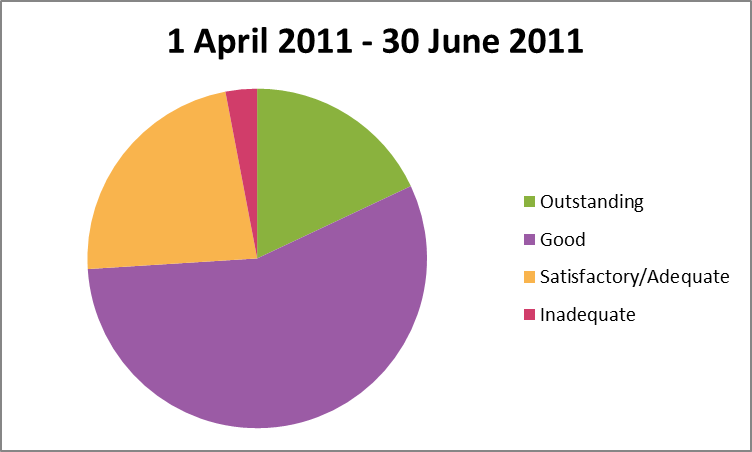 1 April 2011 - 30 June 2011
Outstanding
Good
Satisfactory/Adequate
Inadequate